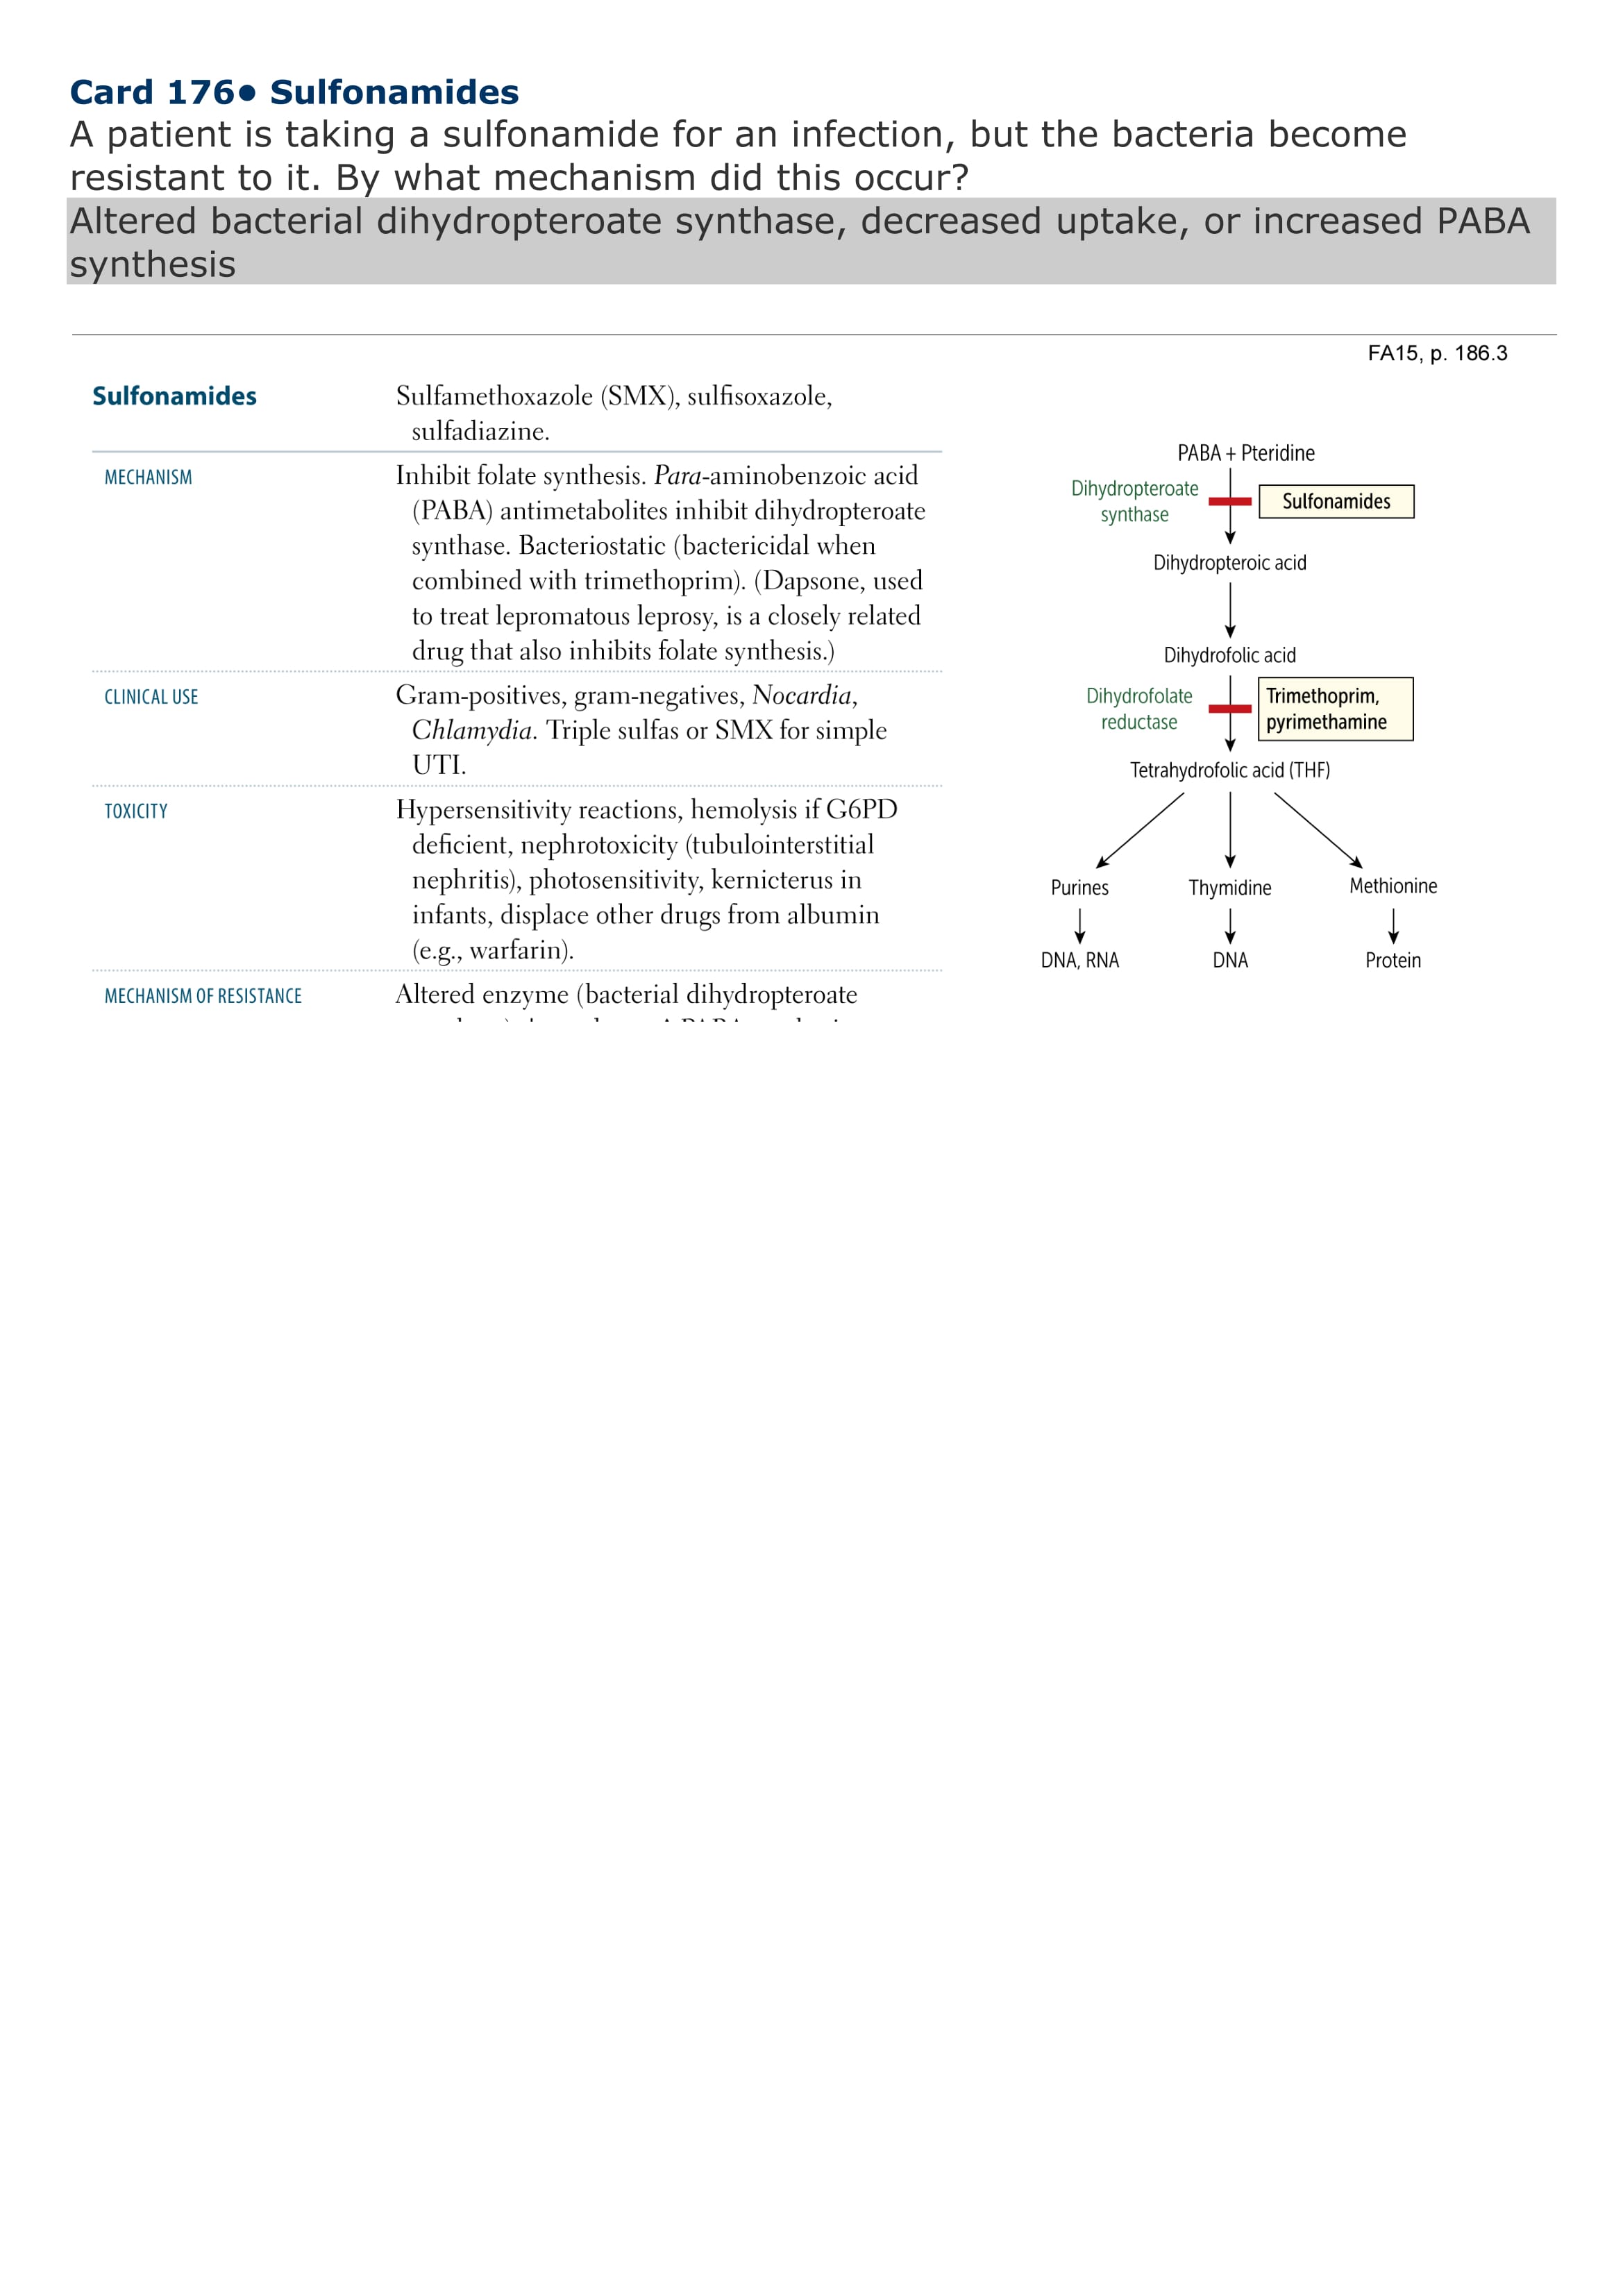 Card 176● Sulfonamides
A patient is taking a sulfonamide for an infection, but the bacteria become
resistant to it. By what mechanism did this occur?
Altered bacterial dihydropteroate synthase, decreased uptake, or increased PABA
synthesis
FA15, p. 186.3
Sulfonamides
Sulfamethoxazole (SMX), sulfisoxazole,
sulfadiazine.
MECHANISM
Inhibit folate synthesis. Para-aminobenzoic acid
(PABA) antimetabolites inhibit dihydropteroate
synthase. Bacteriostatic (bactericidal when
combined with trimethoprim). (Dapsone, used
to treat lepromatous leprosy, is a closely related
drug that also inhibits folate synthesis.)
CLINICAL USE
Gram-positives, gram-negatives, Nocardia,
Chlamydia. Triple sulfas or SMX for simple
UTI.
TOXICITY
Hypersensitivity reactions, hemolysis if G6PD
deficient, nephrotoxicity (tubulointerstitial
nephritis), photosensitivity, kernicterus in
infants, displace other drugs from albumin
(e.g., warfarin).
MECHANISM OF RESISTANCE
Altered enzyme (bacterial dihydropteroate
PABA + Pteridine
Dihydropteroate
synthase
Sulfonamides
Dihydropteroic acid
Dihydrofolic acid
Dihydrofolate
reductase
Trimethoprim,
pyrimethamine
Tetrahydrofolic acid (THF)
Purines Thymidine Methionine
DNA, RNA DNA Protein